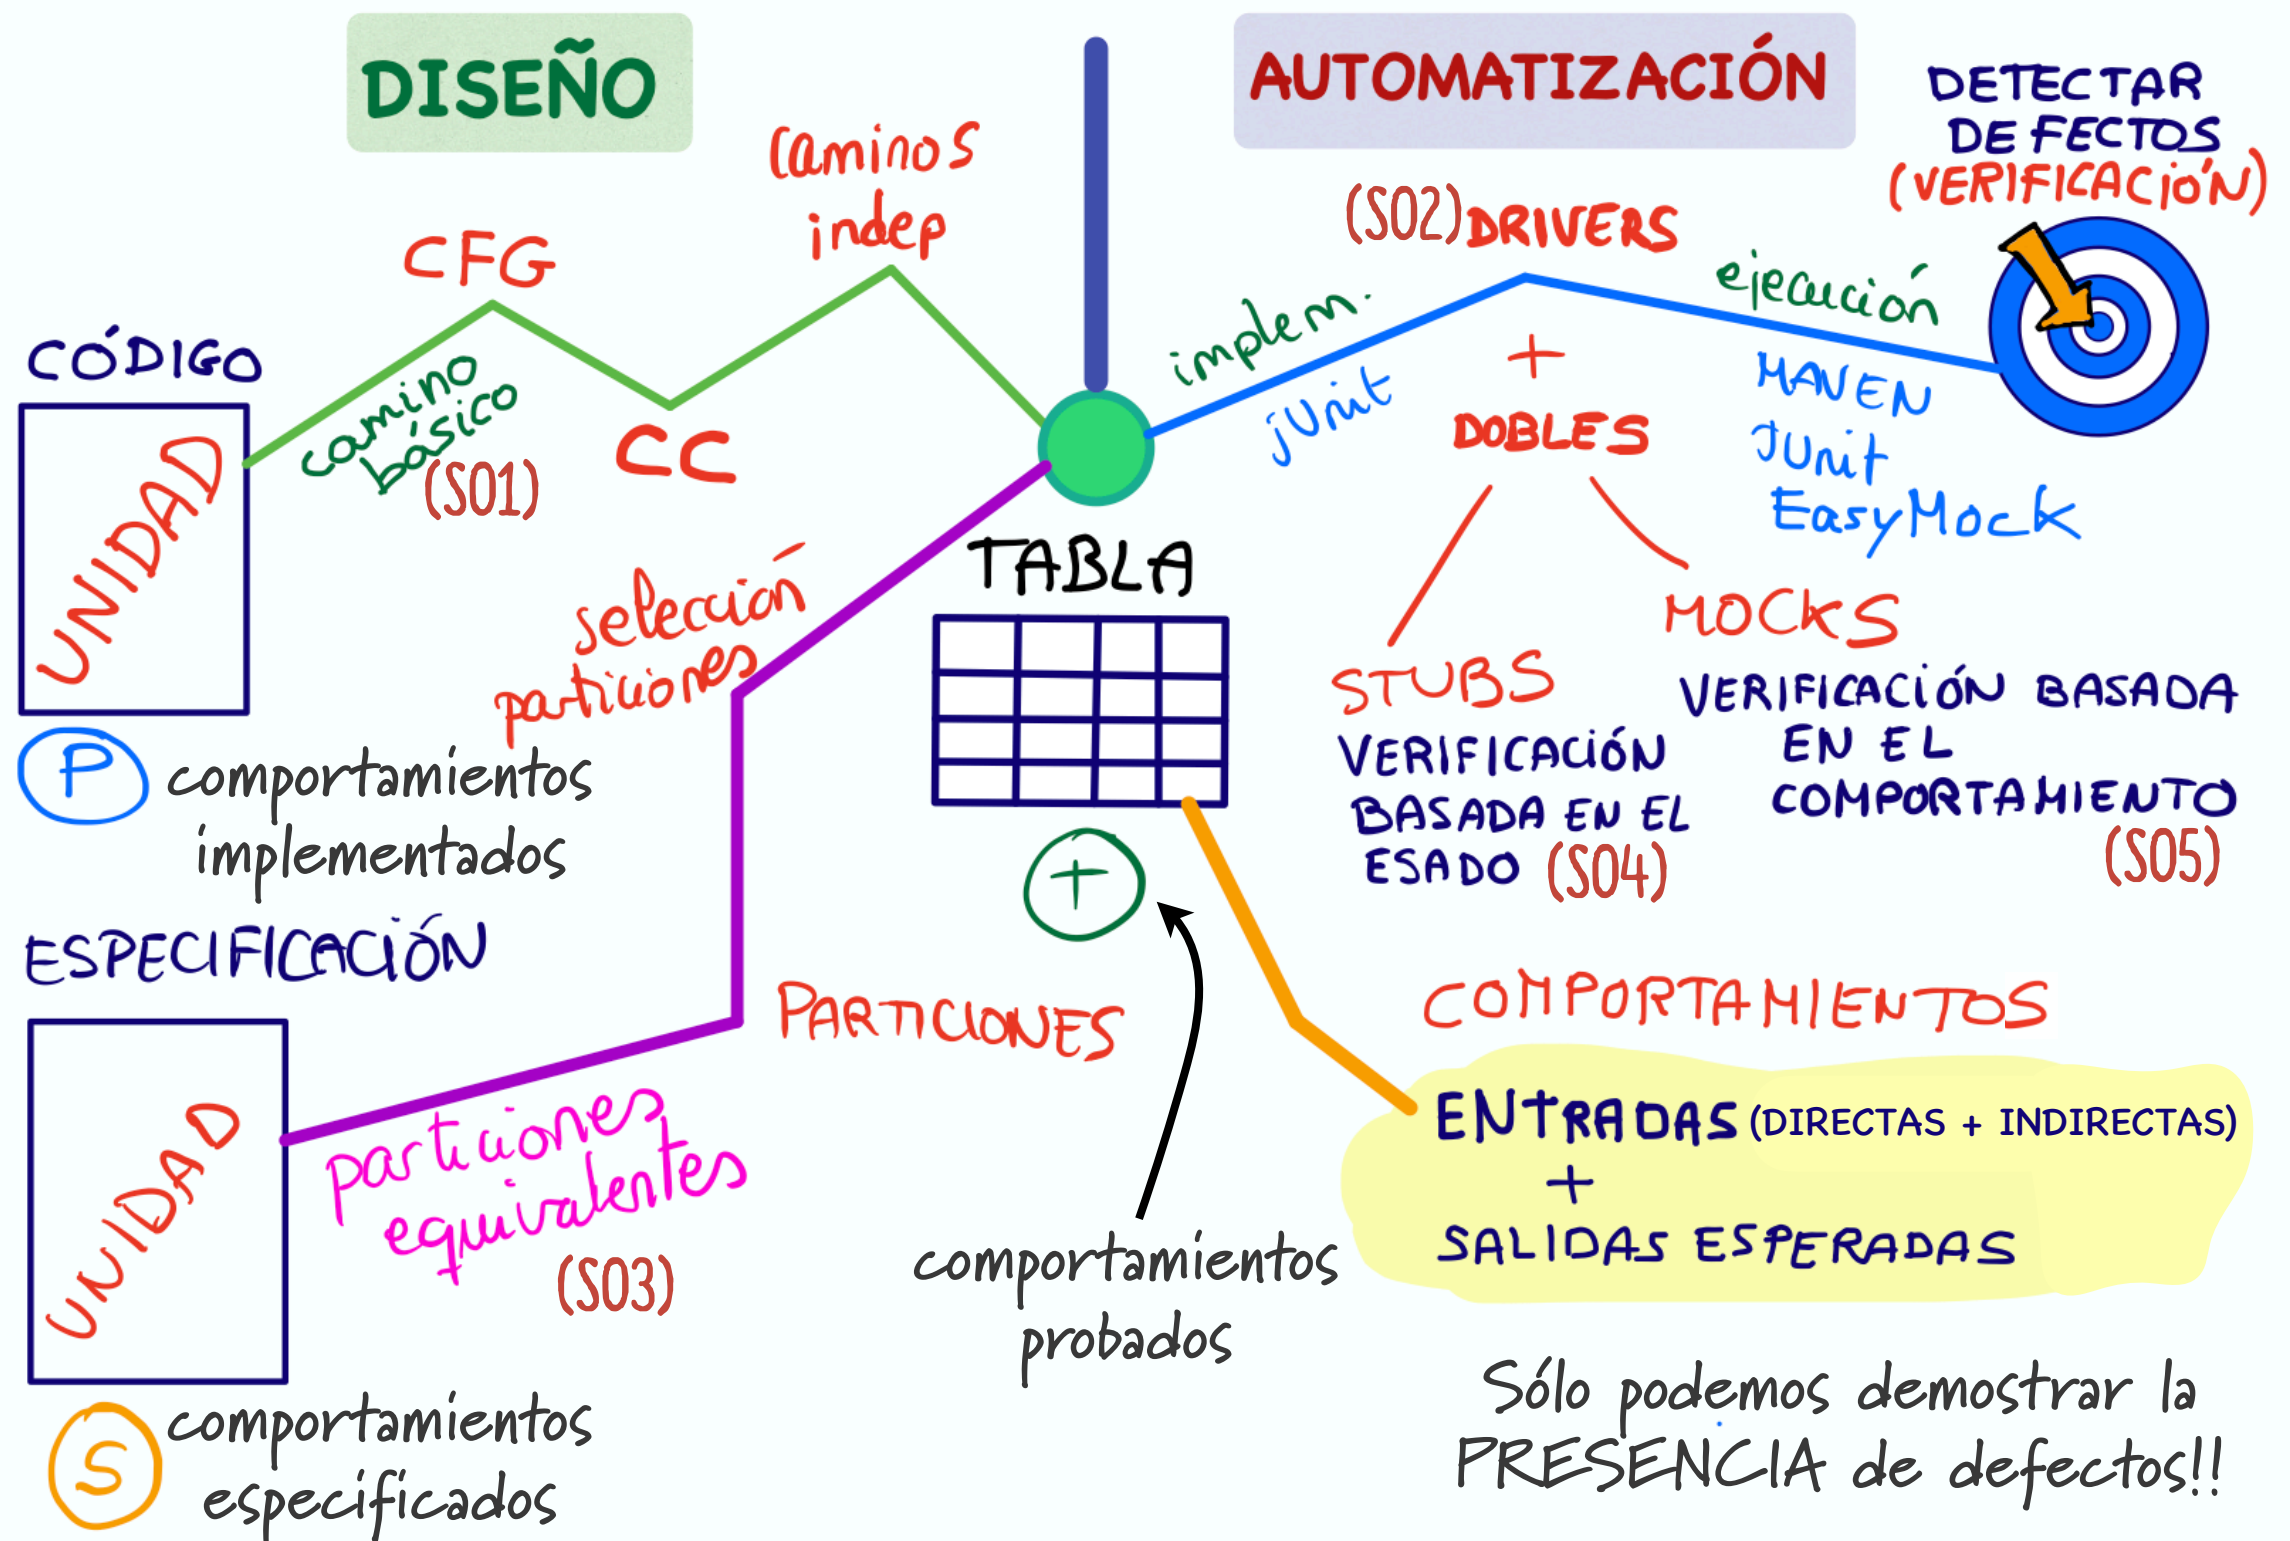 DISEÑO
AUTOMATIZACIÓN
DETECTAR
DEFECTOS
(VERIFICACIÓN)
caminos
indep
CFG
(S02) DRIVERS
implem.
ejecución
CÓDIGO
camino
básico
(S01)
CC
jUnit
+
DOBLES
MAVEN
JUnit
EasyMock
UNIDAD
TABLA
selección
particiones
STUBS
VERIFICACIÓN
BASADA EN EL
ESADO (S04)
MOCKS
VERIFICACIÓN BASADA
EN EL
COMPORTAMIENTO
(S05)
P
comportamientos
implementados
+
ESPECIFICACIÓN
PARTICIONES
UNIDAD
particiones
equivalentes
(S03)
comportamientos
probados
COMPORTAMIENTOS
ENTRADAS (DIRECTAS + INDIRECTAS)
+
SALIDAS ESPERADAS
S
comportamientos
especificados
Sólo podemos demostrar la
PRESENCIA de defectos!!